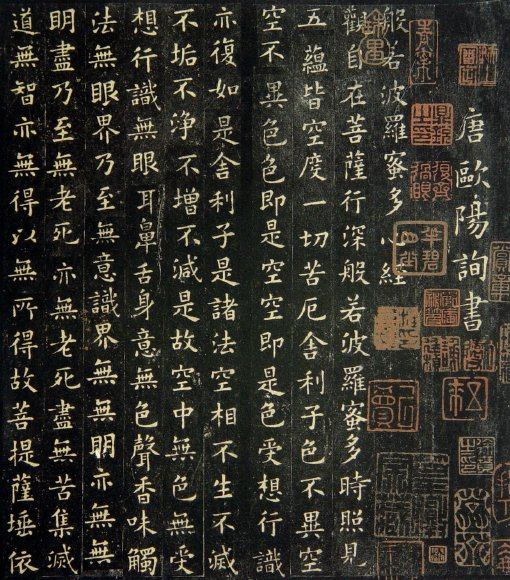 唐歐陽詢書
般若波羅蜜多心經
觀自在菩薩行深般若波羅蜜多時照見
五蘊皆空度一切苦厄舍利子色不異空
空不異色色即是空空即是色受想行識
亦復如是舍利子是諸法空相不生不滅
不垢不淨不增不減是故空中無色無受
想行識無眼耳鼻舌身意無色聲香味觸
法無眼界乃至無意識界無無明亦無無
明盡乃至無老死亦無老死盡無苦集滅
道無智亦無得以無所得故菩提薩埵依